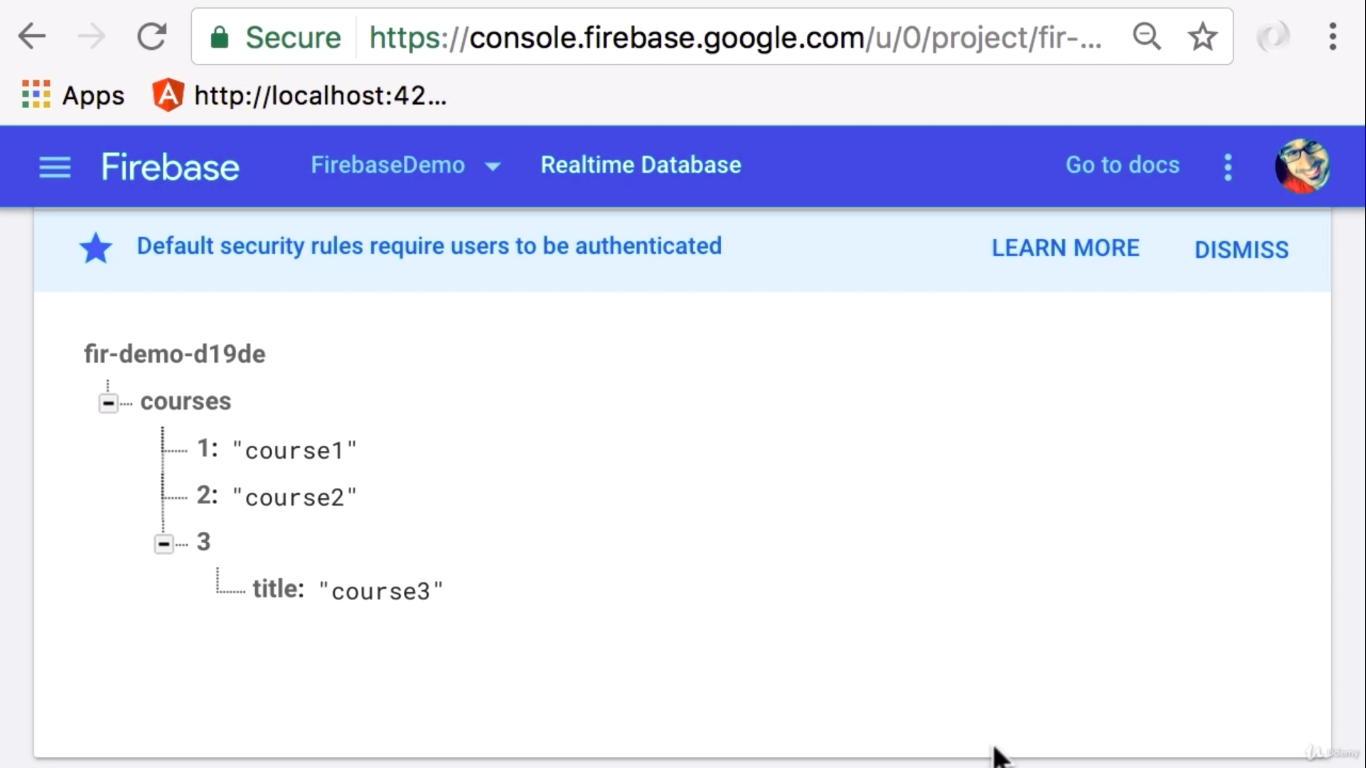 Secure https://console.firebase.google.com/u/0/project/fir-...
Apps http://localhost:42...
Firebase FirebaseDemo Realtime Database Go to docs
Default security rules require users to be authenticated LEARN MORE DISMISS
fir-demo-d19de
courses
1: "course1"
2: "course2"
3
title: "course3"
Udemy